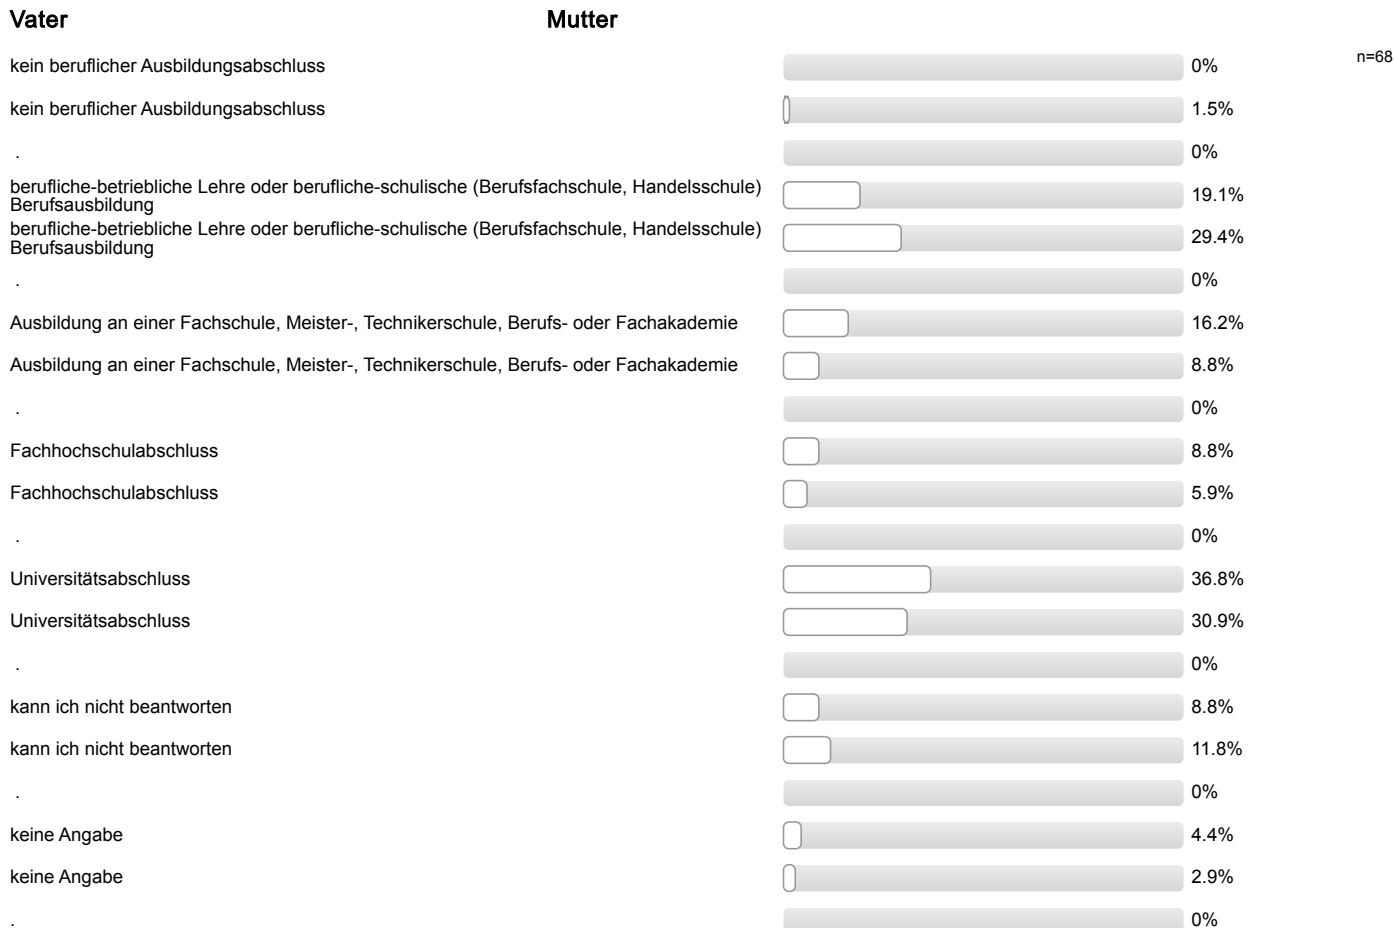 Vater Mutter
n=68
kein beruflicher Ausbildungsabschluss 0%
kein beruflicher Ausbildungsabschluss 1.5%
. 0%
berufliche-betriebliche Lehre oder berufliche-schulische (Berufsfachschule, Handelsschule)
Berufsausbildung 19.1%
berufliche-betriebliche Lehre oder berufliche-schulische (Berufsfachschule, Handelsschule)
Berufsausbildung 29.4%
. 0%
Ausbildung an einer Fachschule, Meister-, Technikerschule, Berufs- oder Fachakademie 16.2%
Ausbildung an einer Fachschule, Meister-, Technikerschule, Berufs- oder Fachakademie 8.8%
. 0%
Fachhochschulabschluss 8.8%
Fachhochschulabschluss 5.9%
. 0%
Universitätsabschluss 36.8%
Universitätsabschluss 30.9%
. 0%
kann ich nicht beantworten 8.8%
kann ich nicht beantworten 11.8%
. 0%
keine Angabe 4.4%
keine Angabe 2.9%
. 0%